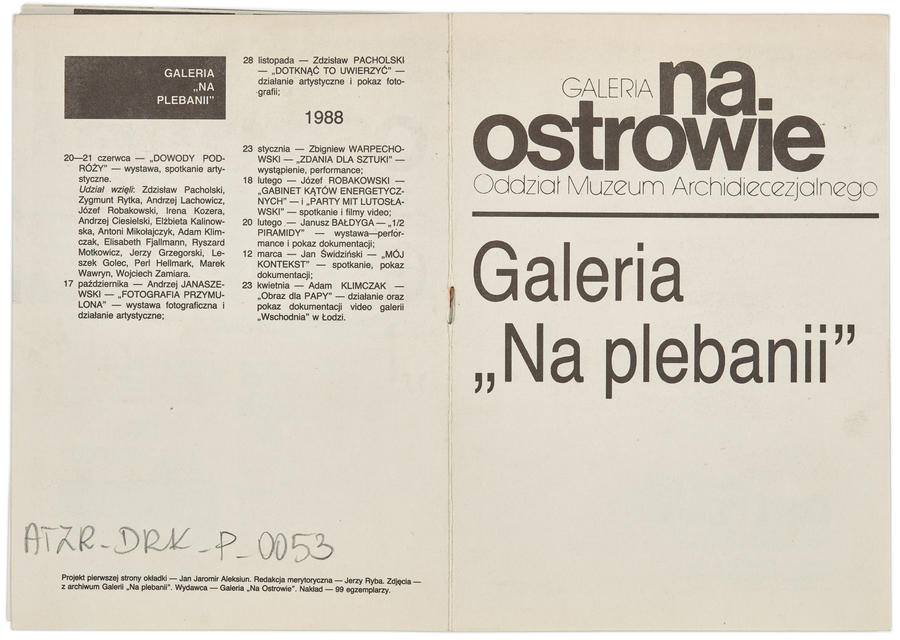 GALERIA
„NA
PLEBANII"
20—21 czerwca — „DOWODY POD-
RÓŻY" — wystawa, spotkanie arty-
styczne.
Udział wzięli: Zdzisław Pacholski,
Zygmunt Rytka, Andrzej Lachowicz,
Józef Robakowski, Irena Kozera,
Andrzej Ciesielski, Elżbieta Kalinow-
ska, Antoni Mikołajczyk, Adam Klim-
czak, Elisabeth Fjallmann, Ryszard
Motkowicz, Jerzy Grzegorski, Le-
szek Golec, Perl Hellmark, Marek
Wawryn, Wojciech Zamiara.
17 października — Andrzej JANASZE-
WSKI — „FOTOGRAFIA PRZYMU-
LONA" — wystawa fotograficzna i
działanie artystyczne;
28 listopada — Zdzisław PACHOLSKI
— „DOTKNĄĆ TO UWIERZYĆ" —
działanie artystyczne i pokaz foto-
grafii;
1988
23 stycznia — Zbigniew WARPECHO-
WSKI — „ZDANIA DLA SZTUKI" —
wystąpienie, performance;
18 lutego — Józef ROBAKOWSKI —
„GABINET KĄTÓW ENERGETYCZ-
NYCH" — i „PARTY MIT LUTOSŁA-
WSKI" — spotkanie i filmy video;
20 lutego — Janusz BAŁDYGA — „1/2
PIRAMIDY" — wystawa—perfor-
mance i pokaz dokumentacji;
12 marca — Jan Świdziński — „MÓJ
KONTEKST" — spotkanie, pokaz
dokumentacji;
23 kwietnia — Adam KLIMCZAK —
„Obraz dla PAPY" — działanie oraz
pokaz dokumentacji video galerii
„Wschodnia" w Łodzi.
ATZR-DRK-P-0053
Projekt pierwszej strony okładki — Jan Jaromir Aleksiun. Redakcja merytoryczna — Jerzy Ryba. Zdjęcia —
z archiwum Galerii „Na plebanii". Wydawca — Galeria „Na Ostrowie". Nakład — 99 egzemplarzy.
GALERIA na
ostrowie
Oddział Muzeum Archidiecezjalnego
Galeria
„Na plebanii"